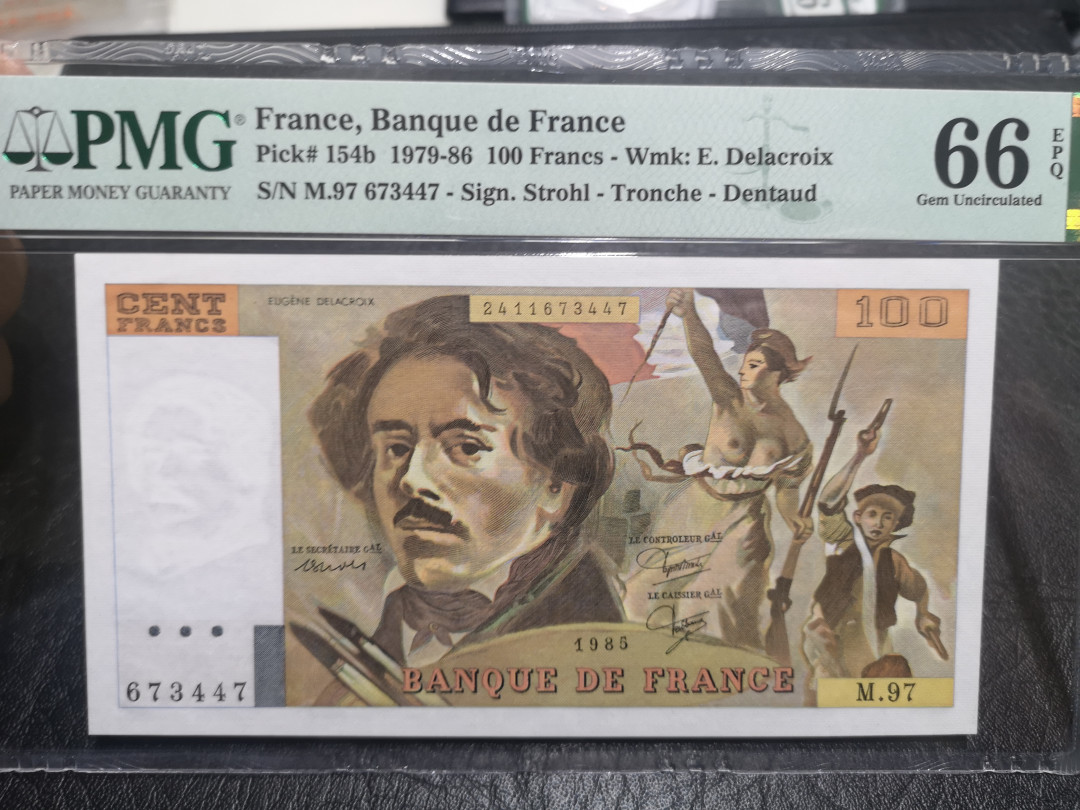 PMG®
PAPER MONEY GUARANTY
France, Banque de France
Pick# 154b 1979-86 100 Francs - Wmk: E. Delacroix
S/N M.97 673447 - Sign. Strohl - Tronche - Dentaud
66
EPQ
Gem Uncirculated
CENT
FRANCS
EUGÈNE DELACROIX
2411673447
100
LE SECRÉTAIRE GAL
LE CONTROLEUR GAL
LE CAISSIER GAL
1985
BANQUE DE FRANCE
673447
M.97